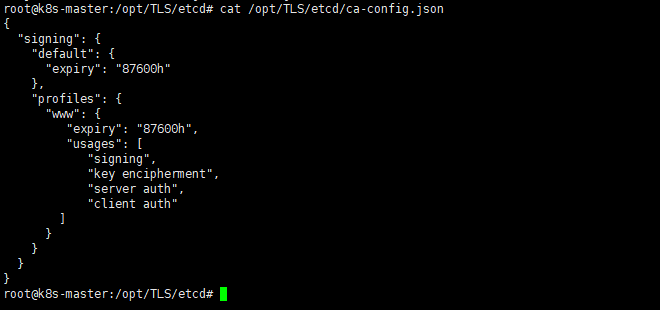 root@k8s-master:/opt/TLS/etcd# cat /opt/TLS/etcd/ca-config.json
{
  "signing": {
    "default": {
      "expiry": "87600h"
    },
    "profiles": {
      "www": {
         "expiry": "87600h",
         "usages": [
            "signing",
            "key encipherment",
            "server auth",
            "client auth"
        ]
      }
    }
  }
}
root@k8s-master:/opt/TLS/etcd#